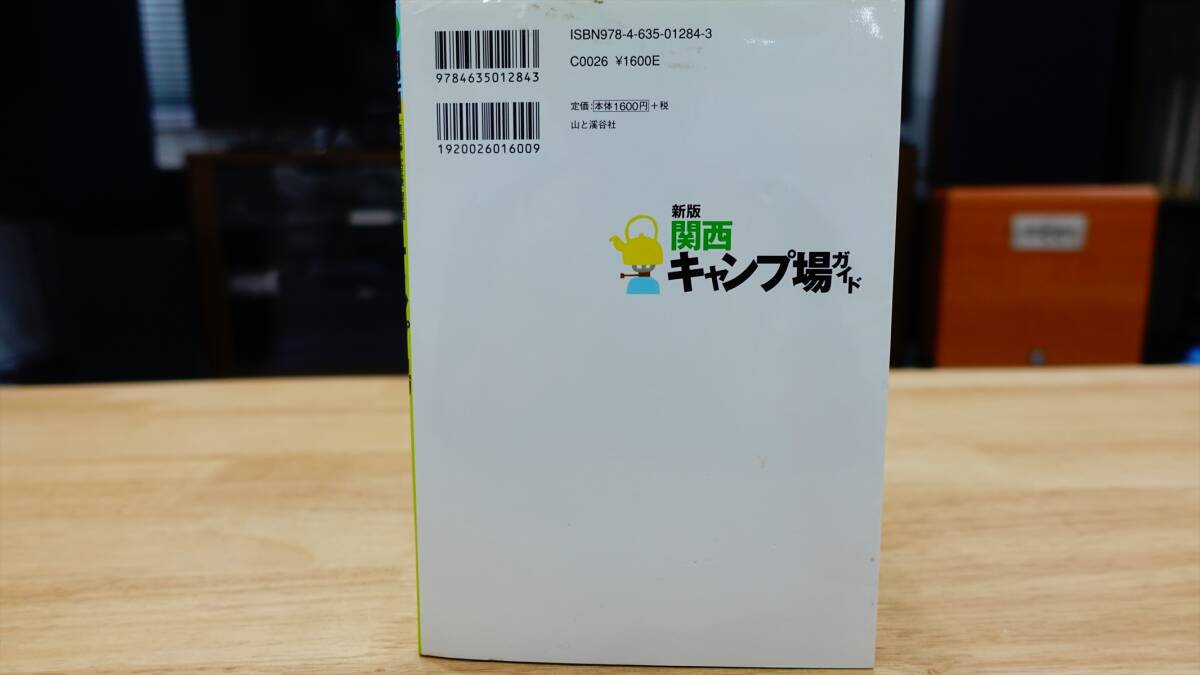 ISBN978-4-635-01284-3
9784635012843
C0026 ¥1600E
定価:本体1600円+税
山と溪谷社
1920026016009
新版
関西
キャンプ場ガイド